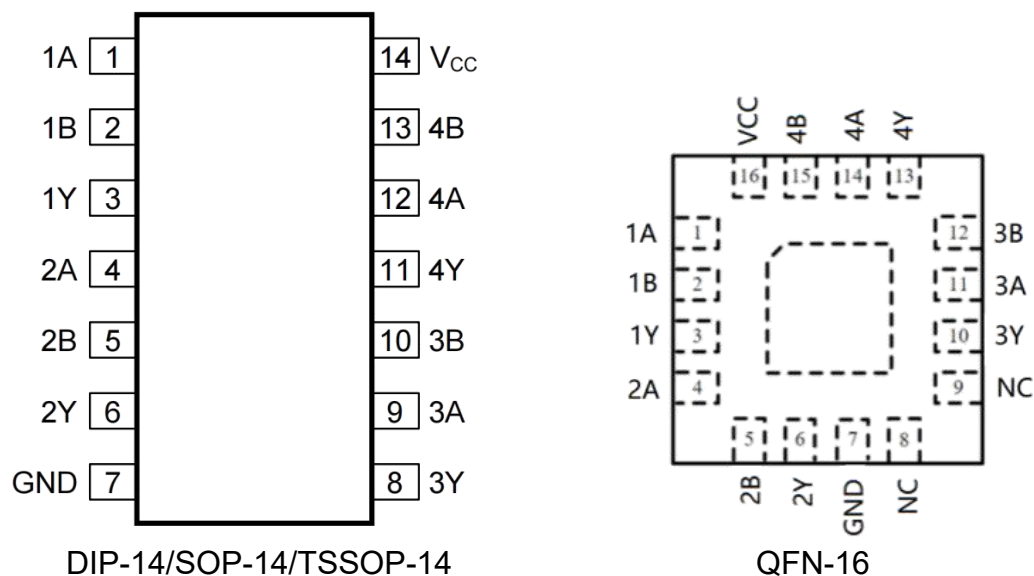 1A 1 14 VCC
1B 2 13 4B
1Y 3 12 4A
2A 4 11 4Y
2B 5 10 3B
2Y 6 9 3A
GND 7 8 3Y
DIP-14/SOP-14/TSSOP-14
VCC 4B 4A 4Y
16 15 14 13
1A 1 12 3B
1B 2 11 3A
1Y 3 10 3Y
2A 4 9 NC
5 6 7 8
2B 2Y GND NC
QFN-16